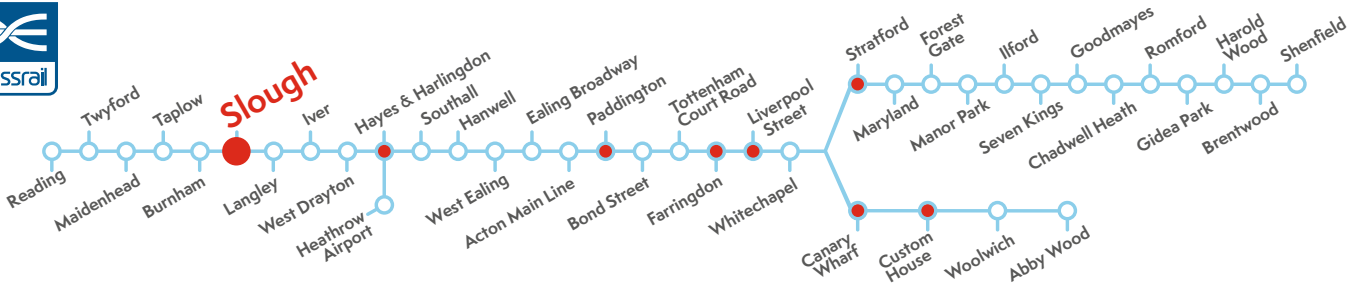 ssrail
Reading
Twyford
Maidenhead
Taplow
Burnham
Slough
Langley
Iver
West Drayton
Hayes & Harlingdon
Heathrow
Airport
Southall
Hanwell
West Ealing
Ealing Broadway
Acton Main Line
Paddington
Bond Street
Tottenham
Court Road
Farringdon
Liverpool
Street
Whitechapel
Stratford
Maryland
Forest
Gate
Manor Park
Ilford
Seven Kings
Goodmayes
Chadwell Heath
Romford
Gidea Park
Harold
Wood
Brentwood
Shenfield
Canary
Wharf
Custom
House
Woolwich
Abby Wood